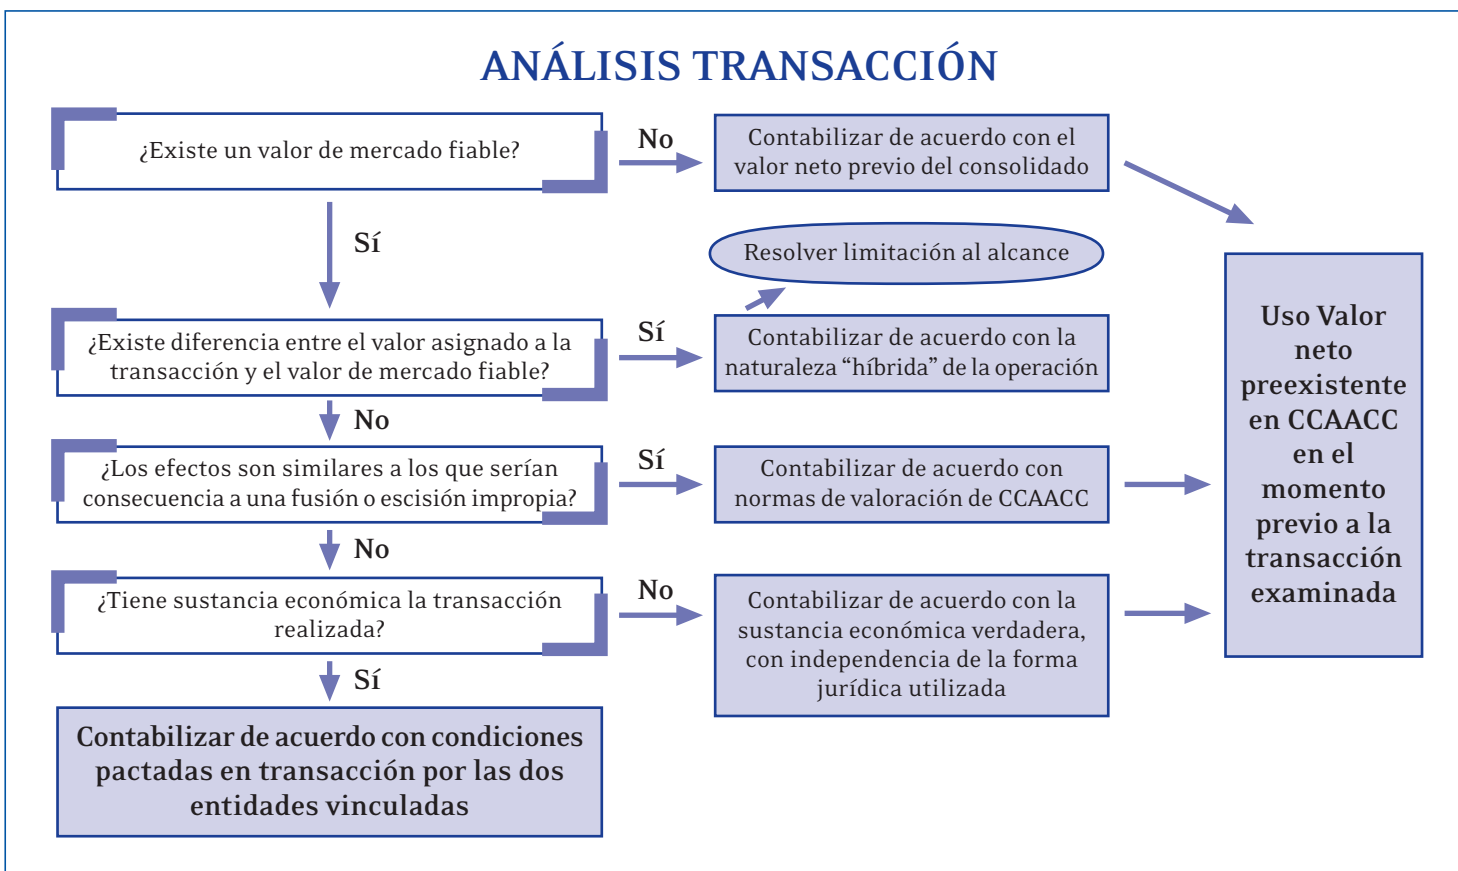 ANÁLISIS TRANSACCIÓN
¿Existe un valor de mercado fiable?
No
Contabilizar de acuerdo con el
valor neto previo del consolidado
Sí
Resolver limitación al alcance
¿Existe diferencia entre el valor asignado a la
transacción y el valor de mercado fiable?
Sí
Contabilizar de acuerdo con la
naturaleza “híbrida” de la operación
No
¿Los efectos son similares a los que serían
consecuencia a una fusión o escisión impropia?
Sí
Contabilizar de acuerdo con
normas de valoración de CCAACC
No
¿Tiene sustancia económica la transacción
realizada?
No
Contabilizar de acuerdo con la
sustancia económica verdadera,
con independencia de la forma
jurídica utilizada
Sí
Contabilizar de acuerdo con condiciones
pactadas en transacción por las dos
entidades vinculadas
Uso Valor
neto
preexistente
en CCAACC
en el
momento
previo a la
transacción
examinada